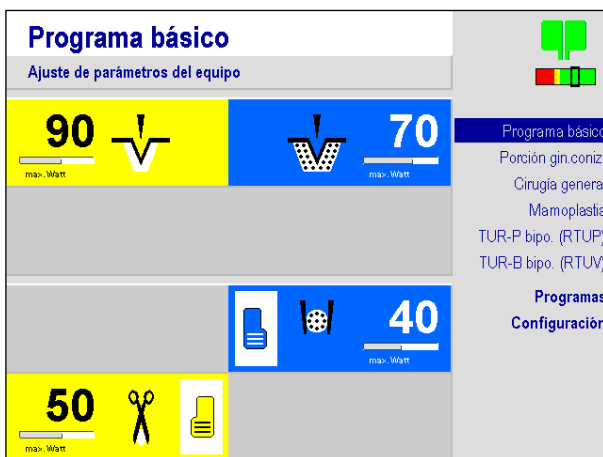 Programa básico
Ajuste de parámetros del equipo
90
max. Watt
70
max. Watt
40
max. Watt
50
max. Watt
Programa básico
Porción gin.coniz
Cirugía genera
Mamoplastia
TUR-P bipo. (RTUP)
TUR-B bipo. (RTUV)
Programas
Configuración